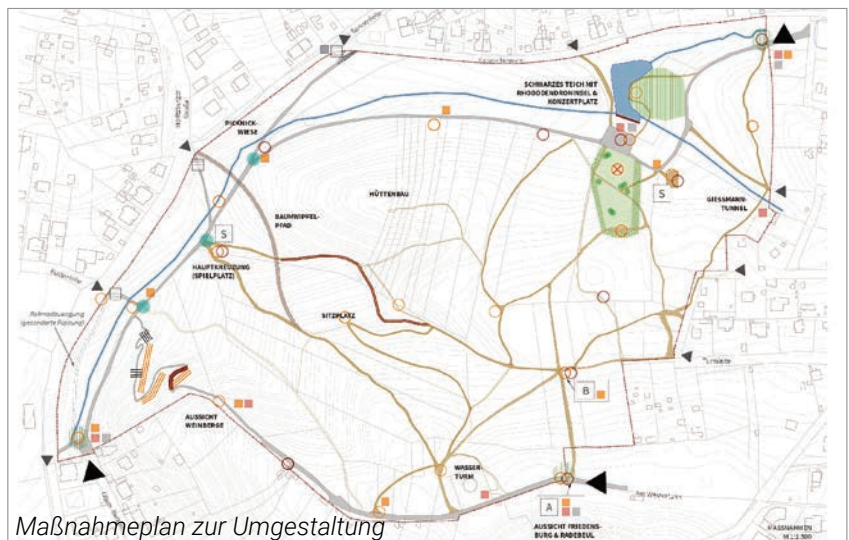 SCHWARZES TEICH MIT
RHODODENDRONINSEL &
KONZERTPLATZ
PICKNICK-
WIESE
HÜTTENBAU
BAUMWIPFEL-
PFAD
S
S
GIESSMANN-
TUNNEL
HAUPTKREUZUNG
(SPIELPLATZ)
SITZPLATZ
B
AUSSICHT
WEINBERGE
WASSER-
TURM
A
AUSSICHT FRIEDENS-
BURG & RADEBEUL
MASSNAHMEN
Maßnahmeplan zur Umgestaltung